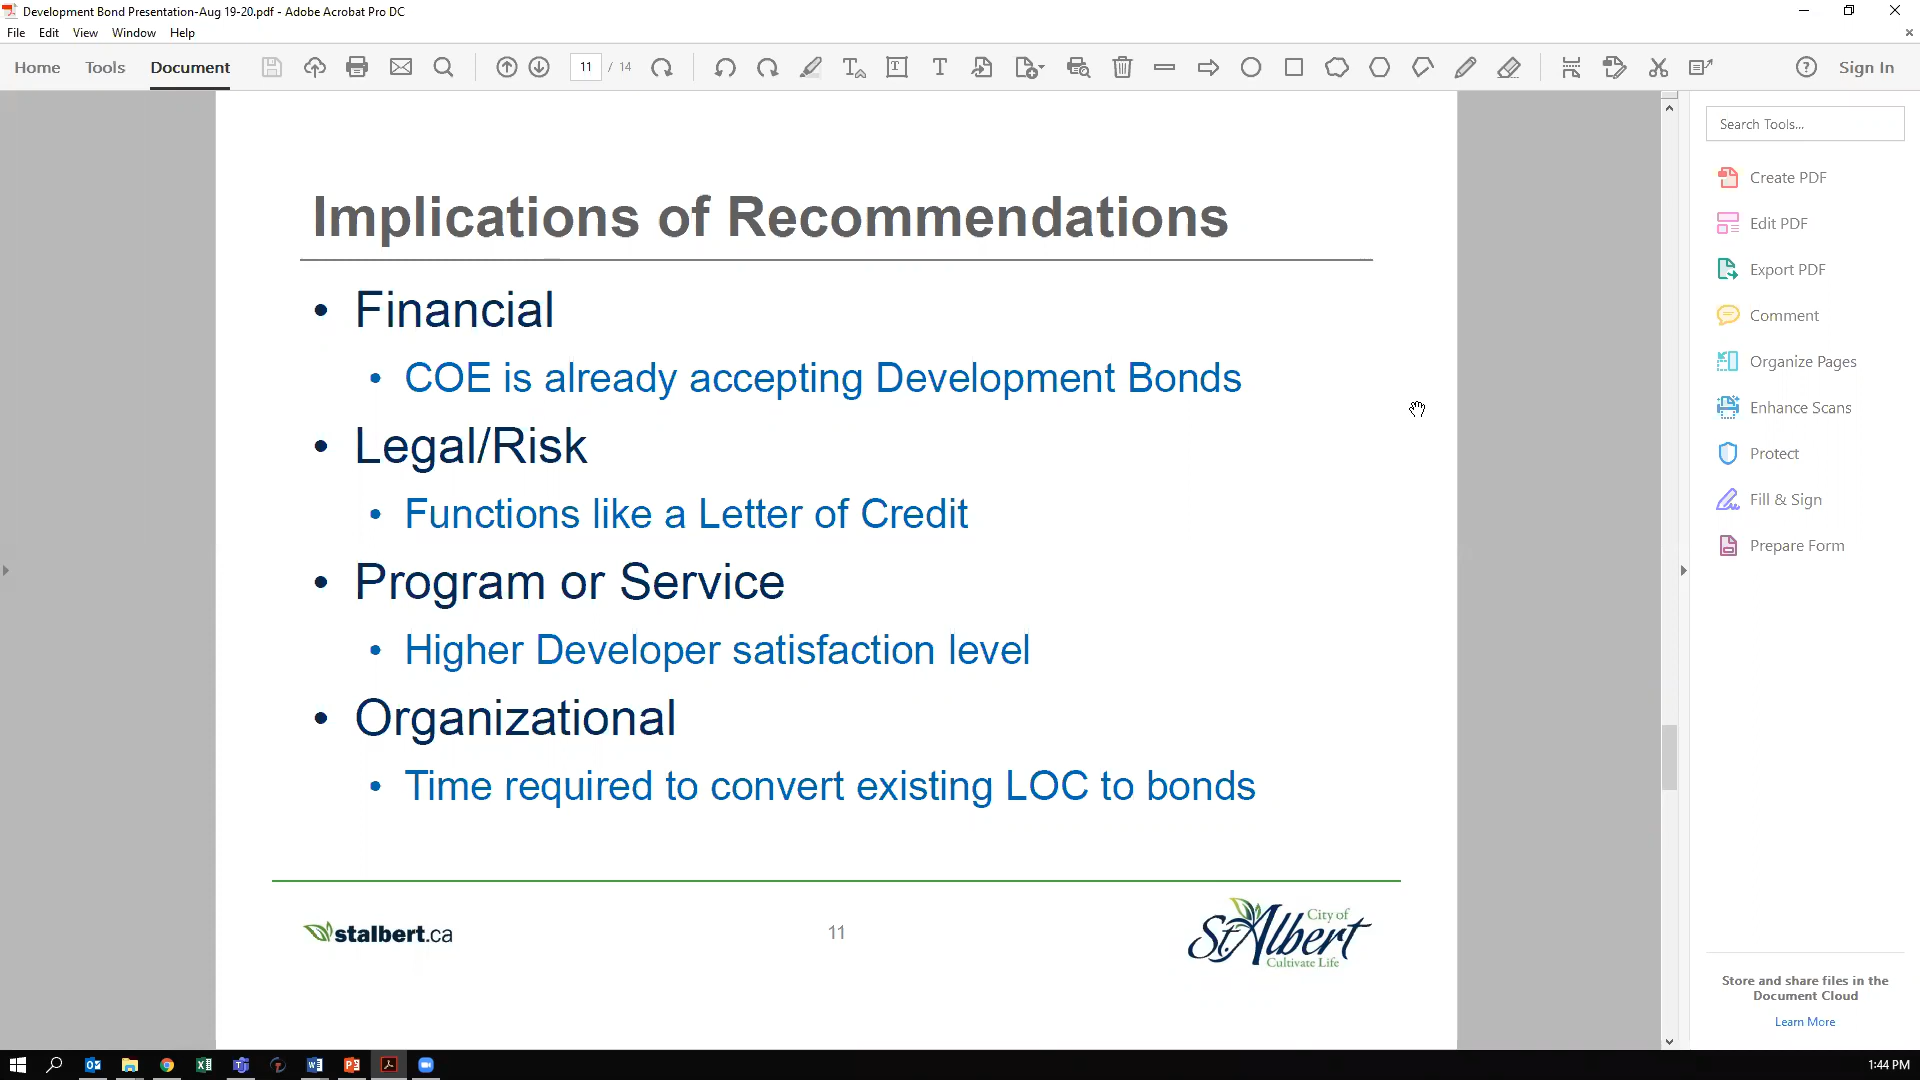 Development Bond Presentation-Aug 19-20.pdf - Adobe Acrobat Pro DC
File Edit View Window Help
Home Tools Document 11 / 14 Sign In
Search Tools...
Create PDF
Edit PDF
Export PDF
Comment
Organize Pages
Enhance Scans
Protect
Fill & Sign
Prepare Form
Store and share files in the
Document Cloud
Learn More
Implications of Recommendations
• Financial
• COE is already accepting Development Bonds
• Legal/Risk
• Functions like a Letter of Credit
• Program or Service
• Higher Developer satisfaction level
• Organizational
• Time required to convert existing LOC to bonds
stalbert.ca
11
City of
St. Albert
Cultivate Life
1:44 PM